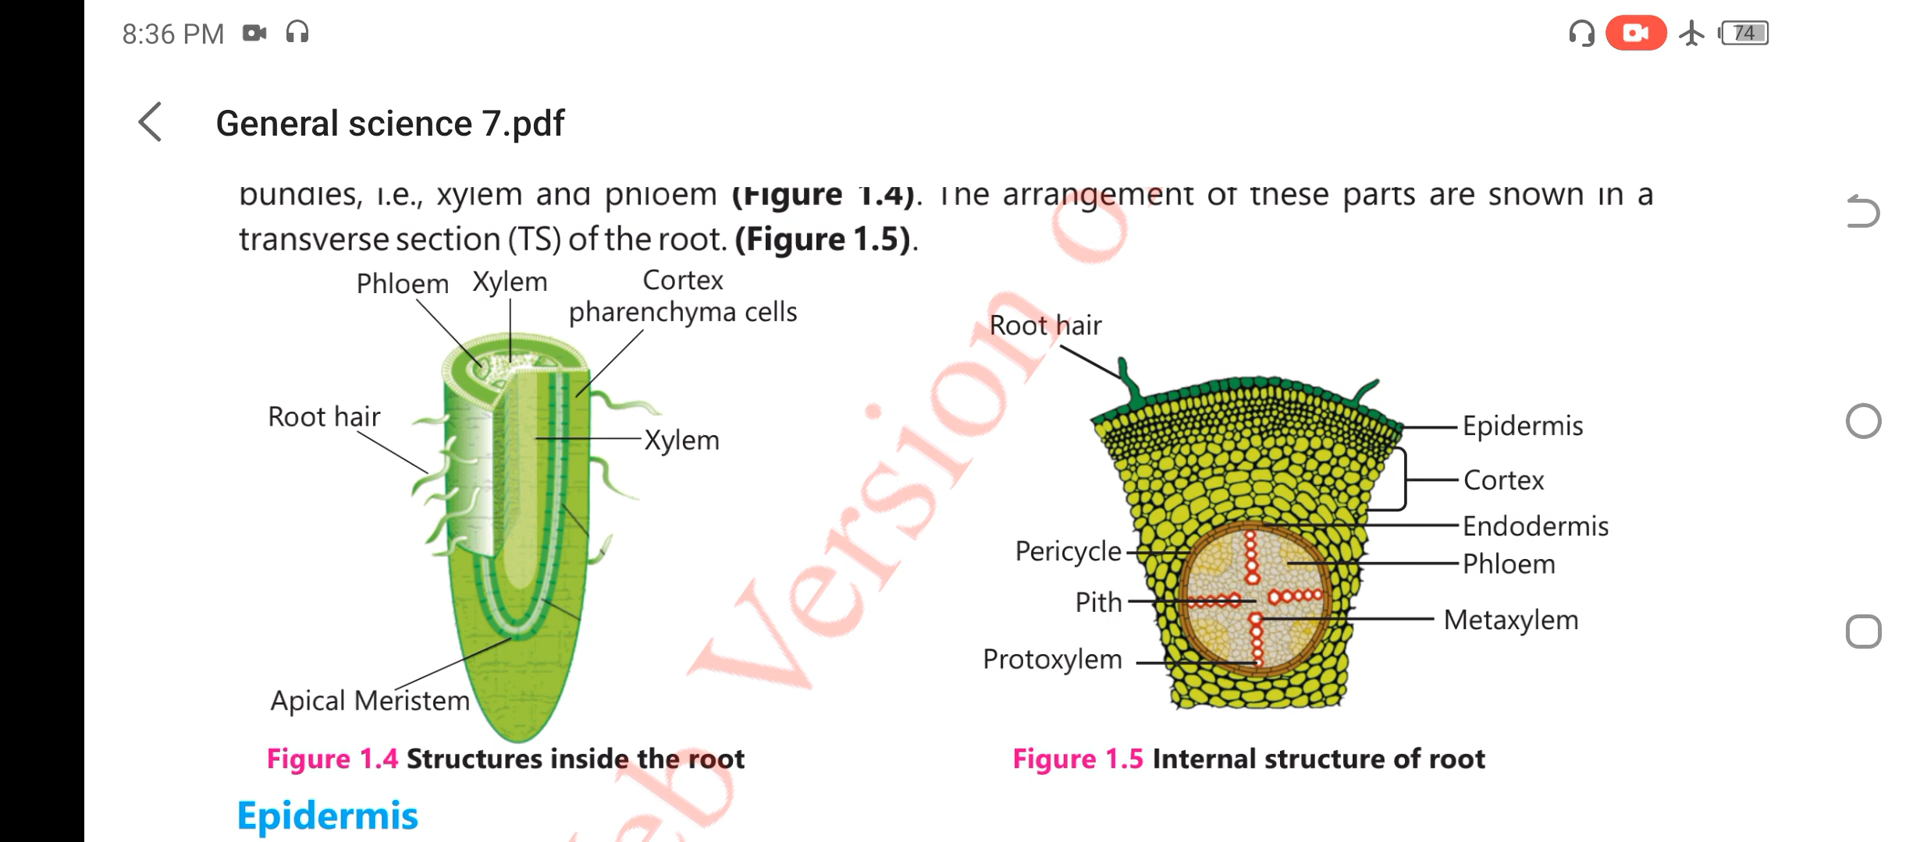 8:36 PM
74
General science 7.pdf
bundles, i.e., xylem and phloem (Figure 1.4). The arrangement of these parts are shown in a
transverse section (TS) of the root. (Figure 1.5).
Phloem Xylem Cortex
pharenchyma cells
Root hair
Xylem
Apical Meristem
Figure 1.4 Structures inside the root
Root hair
Epidermis
Cortex
Endodermis
Pericycle
Phloem
Pith
Metaxylem
Protoxylem
Figure 1.5 Internal structure of root
Epidermis
eb Version o